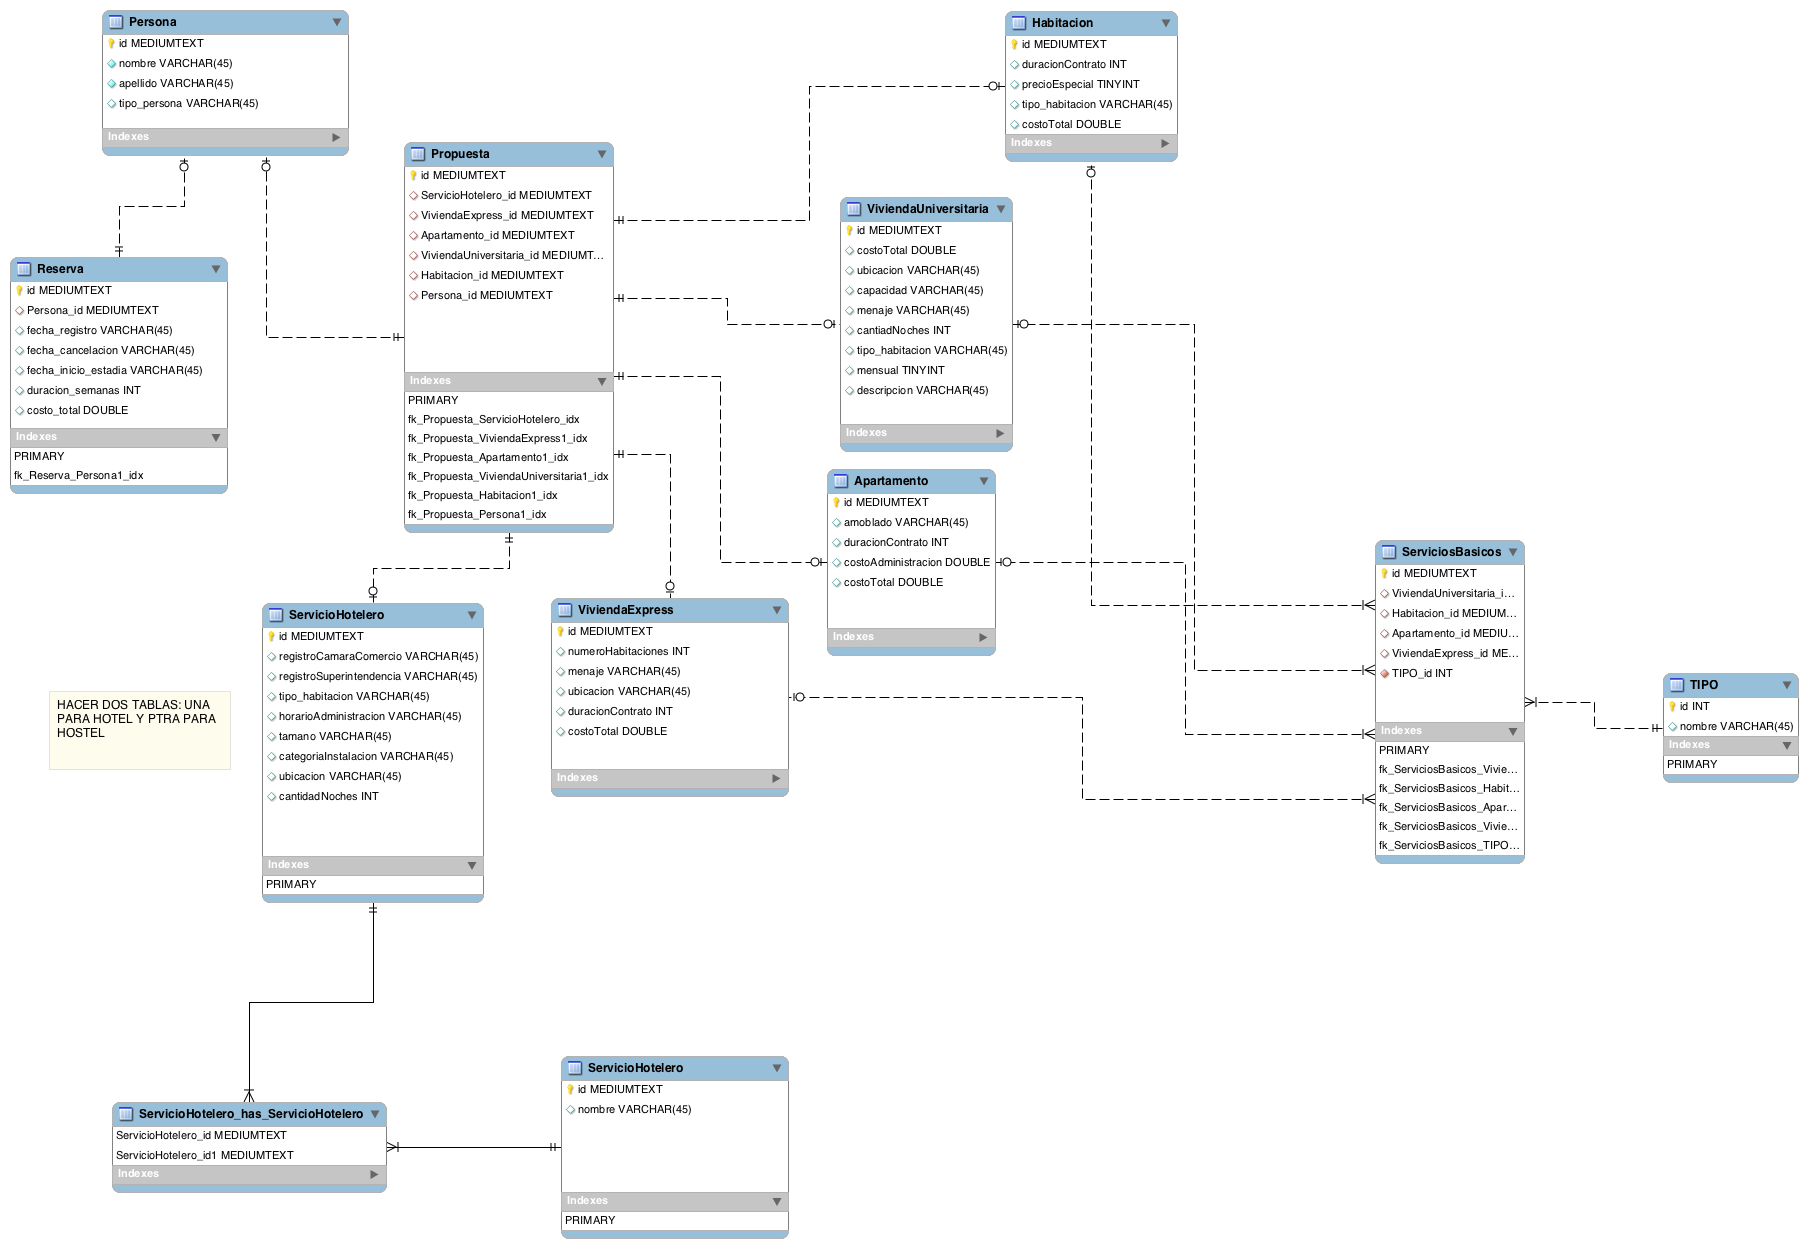 Persona
id MEDIUMTEXT
nombre VARCHAR(45)
apellido VARCHAR(45)
tipo_persona VARCHAR(45)
Indexes
Reserva
id MEDIUMTEXT
Persona_id MEDIUMTEXT
fecha_registro VARCHAR(45)
fecha_cancelacion VARCHAR(45)
fecha_inicio_estadia VARCHAR(45)
duracion_semanas INT
costo_total DOUBLE
Indexes
PRIMARY
fk_Reserva_Persona1_idx
Propuesta
id MEDIUMTEXT
ServicioHotelero_id MEDIUMTEXT
ViviendaExpress_id MEDIUMTEXT
Apartamento_id MEDIUMTEXT
ViviendaUniversitaria_id MEDIUMT...
Habitacion_id MEDIUMTEXT
Persona_id MEDIUMTEXT
Indexes
PRIMARY
fk_Propuesta_ServicioHotelero_idx
fk_Propuesta_ViviendaExpress1_idx
fk_Propuesta_Apartamento1_idx
fk_Propuesta_ViviendaUniversitaria1_idx
fk_Propuesta_Habitacion1_idx
fk_Propuesta_Persona1_idx
Habitacion
id MEDIUMTEXT
duracionContrato INT
precioEspecial TINYINT
tipo_habitacion VARCHAR(45)
costoTotal DOUBLE
Indexes
ViviendaUniversitaria
id MEDIUMTEXT
costoTotal DOUBLE
ubicacion VARCHAR(45)
capacidad VARCHAR(45)
menaje VARCHAR(45)
cantiadNoches INT
tipo_habitacion VARCHAR(45)
mensual TINYINT
descripcion VARCHAR(45)
Indexes
Apartamento
id MEDIUMTEXT
amoblado VARCHAR(45)
duracionContrato INT
costoAdministracion DOUBLE
costoTotal DOUBLE
Indexes
ServicioHotelero
id MEDIUMTEXT
registroCamaraComercio VARCHAR(45)
registroSuperintendencia VARCHAR(45)
tipo_habitacion VARCHAR(45)
horarioAdministracion VARCHAR(45)
tamano VARCHAR(45)
categoriaInstalacion VARCHAR(45)
ubicacion VARCHAR(45)
cantidadNoches INT
Indexes
PRIMARY
ViviendaExpress
id MEDIUMTEXT
numeroHabitaciones INT
menaje VARCHAR(45)
ubicacion VARCHAR(45)
duracionContrato INT
costoTotal DOUBLE
Indexes
ServiciosBasicos
id MEDIUMTEXT
ViviendaUniversitaria_i...
Habitacion_id MEDIUM...
Apartamento_id MEDIU...
ViviendaExpress_id ME...
TIPO_id INT
Indexes
PRIMARY
fk_ServiciosBasicos_Vivie...
fk_ServiciosBasicos_Habit...
fk_ServiciosBasicos_Apar...
fk_ServiciosBasicos_Vivie...
fk_ServiciosBasicos_TIPO...
TIPO
id INT
nombre VARCHAR(45)
Indexes
PRIMARY
HACER DOS TABLAS: UNA
PARA HOTEL Y PTRA PARA
HOSTEL
ServicioHotelero_has_ServicioHotelero
ServicioHotelero_id MEDIUMTEXT
ServicioHotelero_id1 MEDIUMTEXT
Indexes
ServicioHotelero
id MEDIUMTEXT
nombre VARCHAR(45)
Indexes
PRIMARY